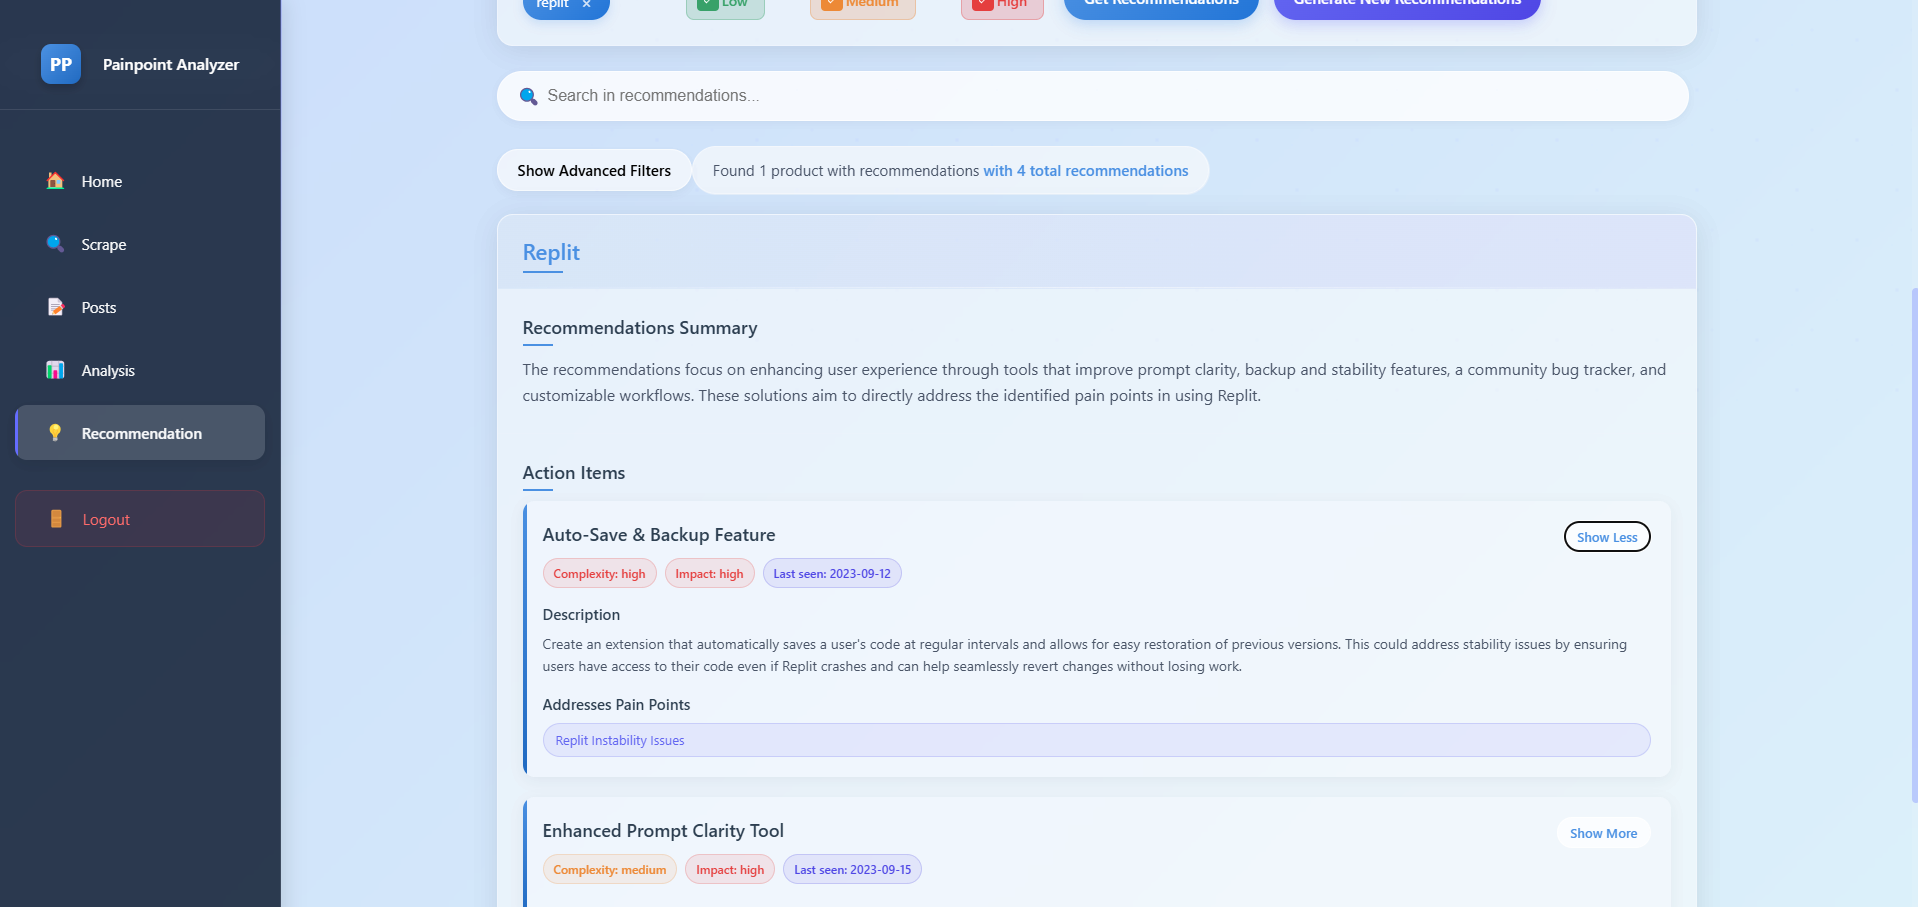 PP
Painpoint Analyzer
Home
Scrape
Posts
Analysis
Recommendation
Logout
replit ×
Low
Medium
High
Get Recommendations
Generate New Recommendations
Search in recommendations...
Show Advanced Filters
Found 1 product with recommendations with 4 total recommendations
Replit
Recommendations Summary
The recommendations focus on enhancing user experience through tools that improve prompt clarity, backup and stability features, a community bug tracker, and
customizable workflows. These solutions aim to directly address the identified pain points in using Replit.
Action Items
Auto-Save & Backup Feature
Show Less
Complexity: high
Impact: high
Last seen: 2023-09-12
Description
Create an extension that automatically saves a user's code at regular intervals and allows for easy restoration of previous versions. This could address stability issues by ensuring
users have access to their code even if Replit crashes and can help seamlessly revert changes without losing work.
Addresses Pain Points
Replit Instability Issues
Enhanced Prompt Clarity Tool
Show More
Complexity: medium
Impact: high
Last seen: 2023-09-15